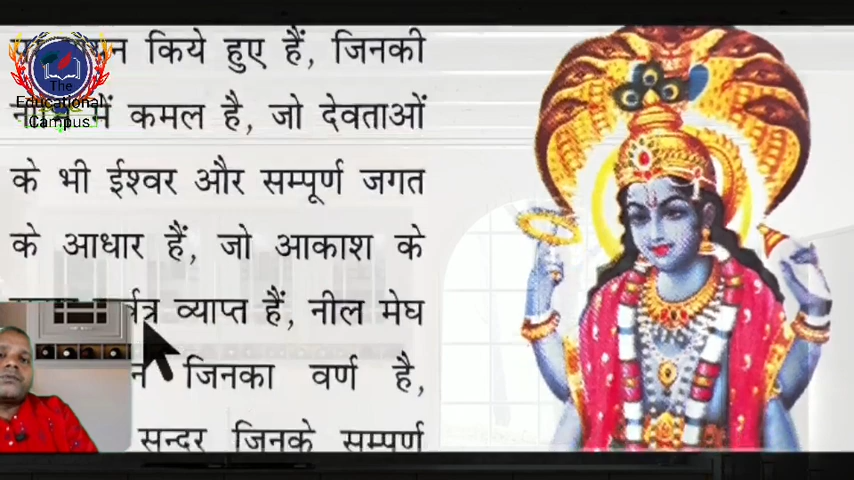 किये हुए हैं, जिनकी
में कमल है, जो देवताओं
के भी ईश्वर और सम्पूर्ण जगत
के आधार हैं, जो आकाश के
व्याप्त हैं, नील मेघ
जिनका वर्ण है,
सुन्दर जिनके सम्पूर्ण
The
Educational
Campus